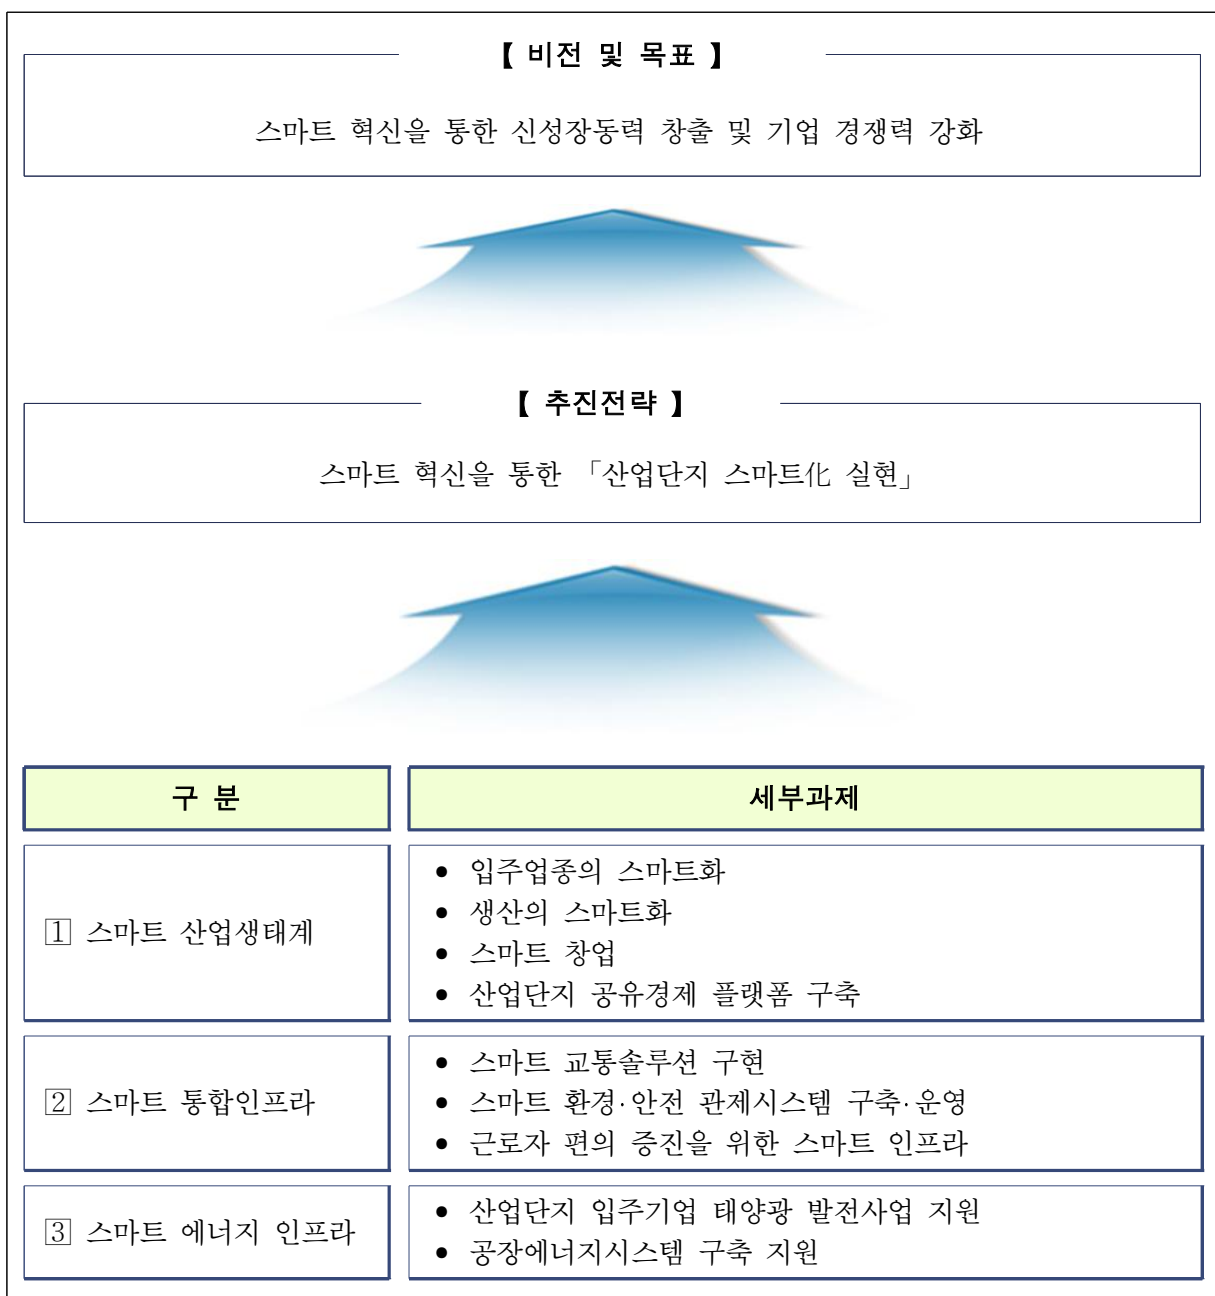 【 비전 및 목표 】
스마트 혁신을 통한 신성장동력 창출 및 기업 경쟁력 강화
【 추진전략 】
스마트 혁신을 통한 「산업단지 스마트化 실현」
구 분
세부과제
1 스마트 산업생태계
• 입주업종의 스마트화
• 생산의 스마트화
• 스마트 창업
• 산업단지 공유경제 플랫폼 구축
2 스마트 통합인프라
• 스마트 교통솔루션 구현
• 스마트 환경·안전 관제시스템 구축·운영
• 근로자 편의 증진을 위한 스마트 인프라
3 스마트 에너지 인프라
• 산업단지 입주기업 태양광 발전사업 지원
• 공장에너지시스템 구축 지원